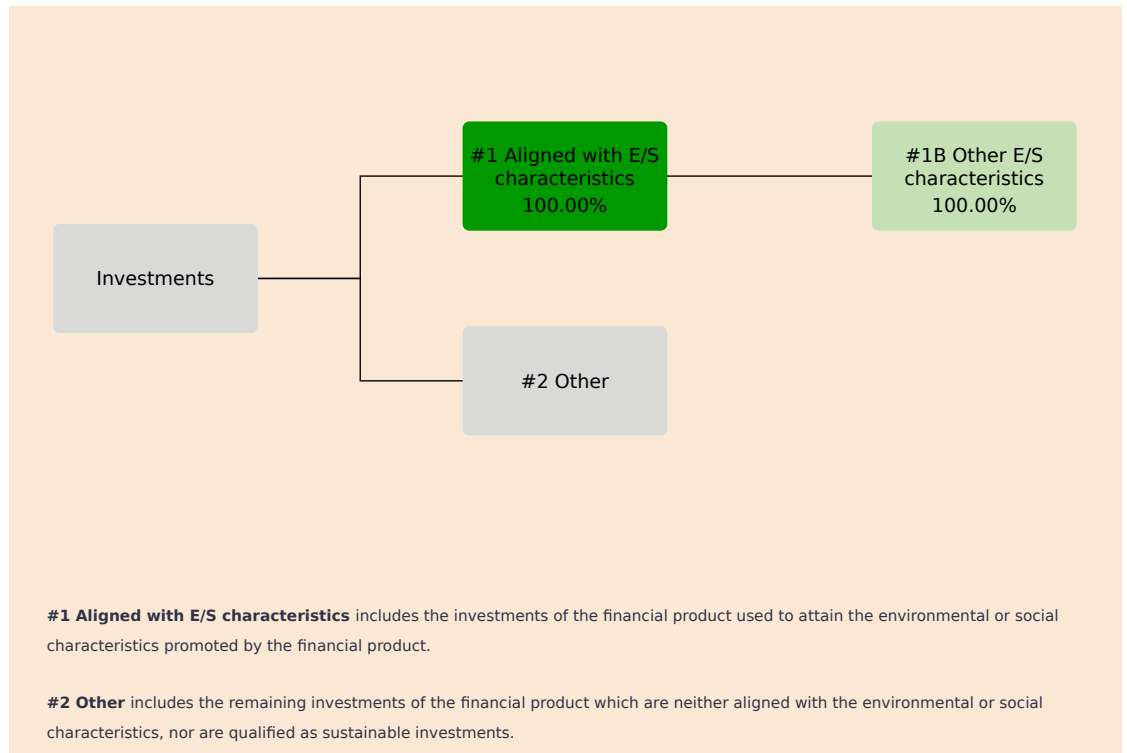 #1 Aligned with E/S
characteristics
100.00%
#1B Other E/S
characteristics
100.00%
Investments
#2 Other
#1 Aligned with E/S characteristics includes the investments of the financial product used to attain the environmental or social
characteristics promoted by the financial product.
#2 Other includes the remaining investments of the financial product which are neither aligned with the environmental or social
characteristics, nor are qualified as sustainable investments.